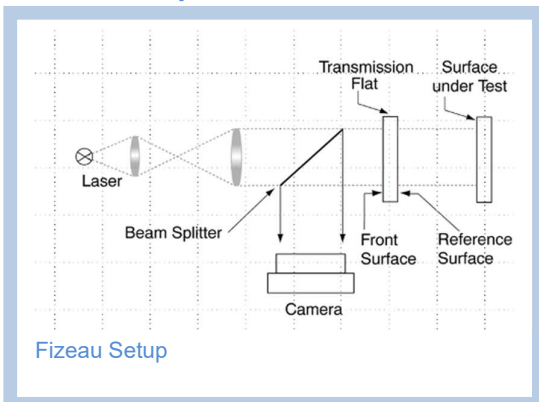 Transmission
Flat
Surface
under Test
Laser
Beam Splitter
Front
Surface
Reference
Surface
Camera
Fizeau Setup